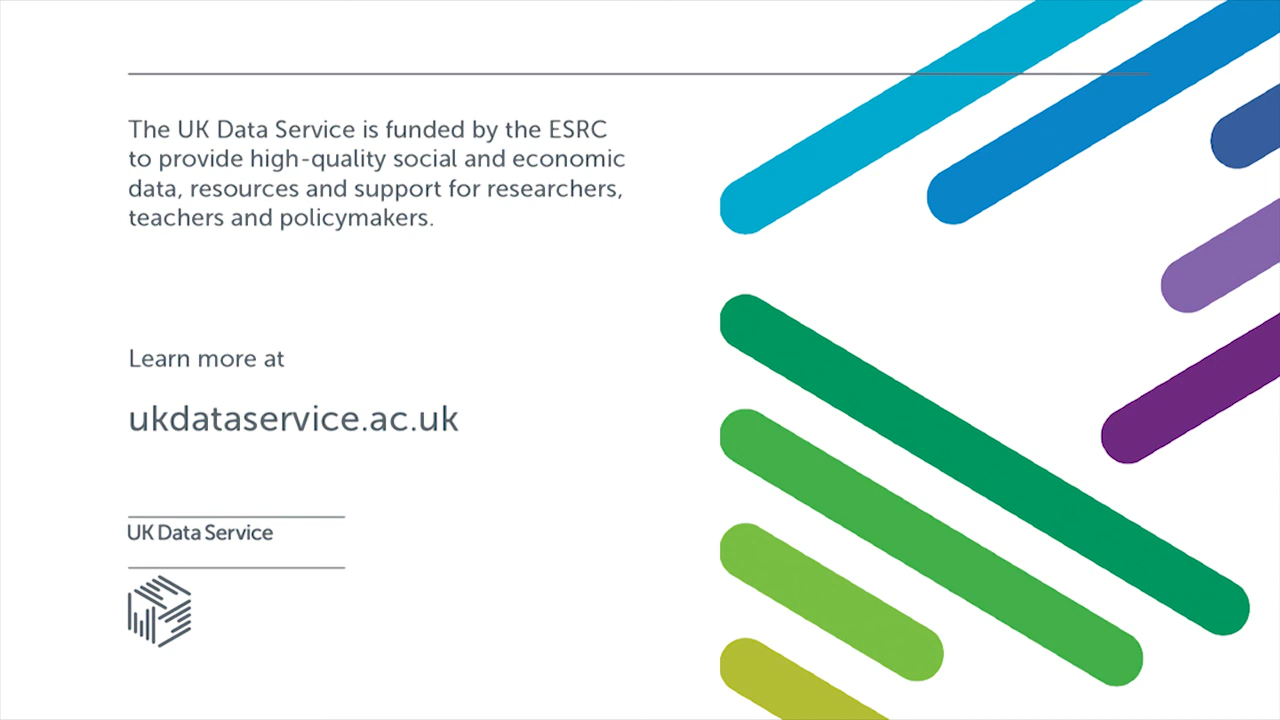 The UK Data Service is funded by the ESRC
to provide high-quality social and economic
data, resources and support for researchers,
teachers and policymakers.
Learn more at
ukdataservice.ac.uk
UK Data Service